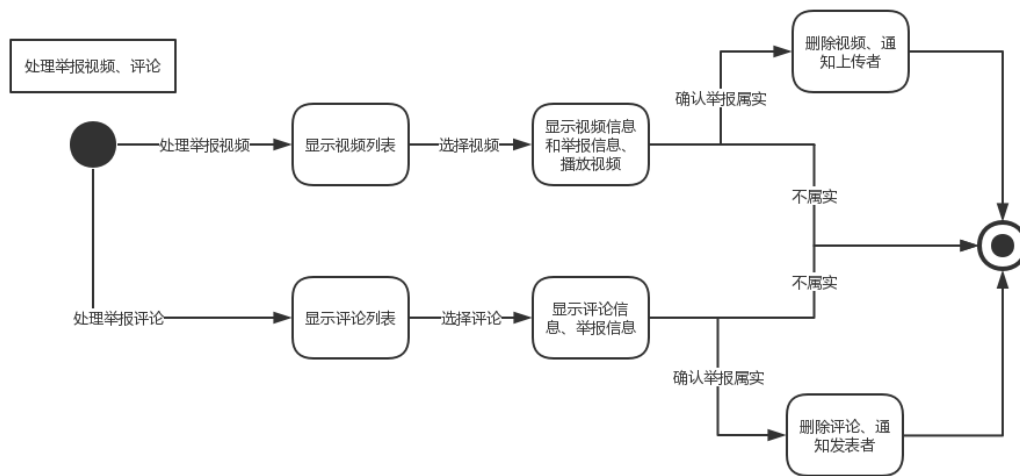 处理举报视频、评论
删除视频、通
知上传者
确认举报属实
处理举报视频
显示视频列表
选择视频
显示视频信息
和举报信息、
播放视频
不属实
不属实
处理举报评论
显示评论列表
选择评论
显示评论信
息、举报信息
确认举报属实
删除评论、通
知发表者